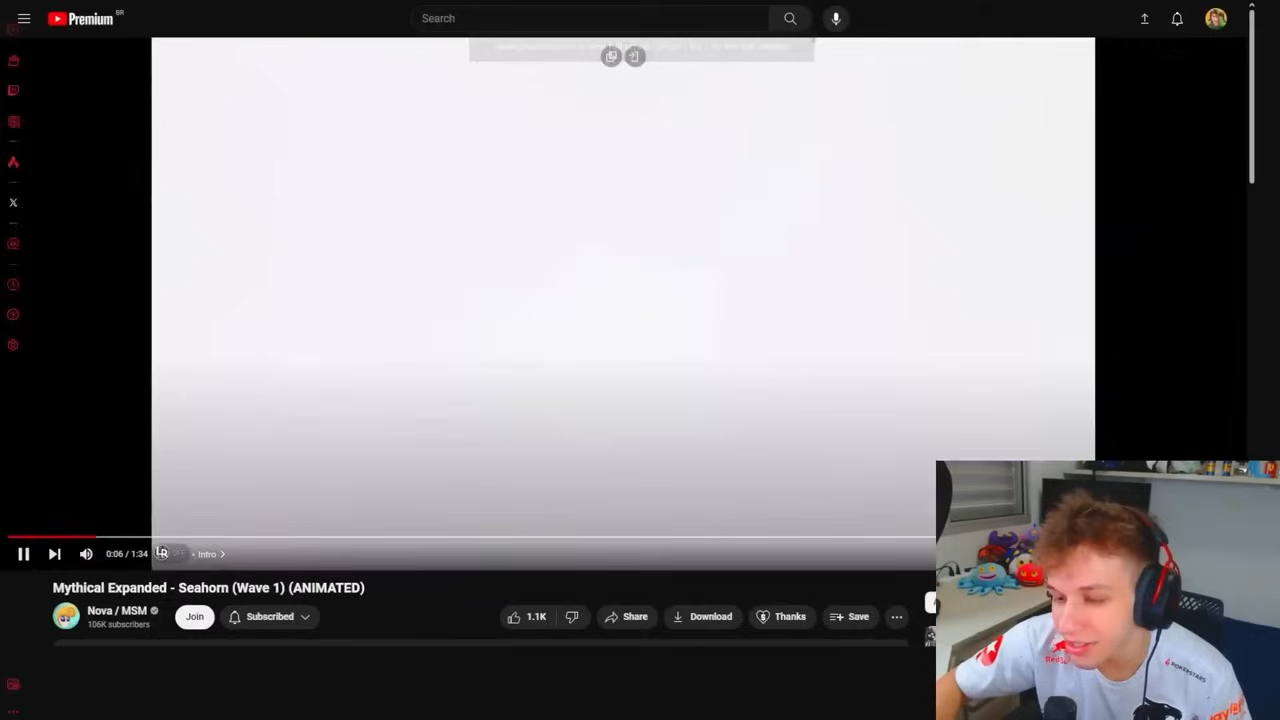 Premium BR
Search
0:06 / 1:34
• Intro
Mythical Expanded - Seahorn (Wave 1) (ANIMATED)
Nova / MSM
106K subscribers
Join
Subscribed
1.1K
Share
Download
Thanks
Save
POKERSTARS